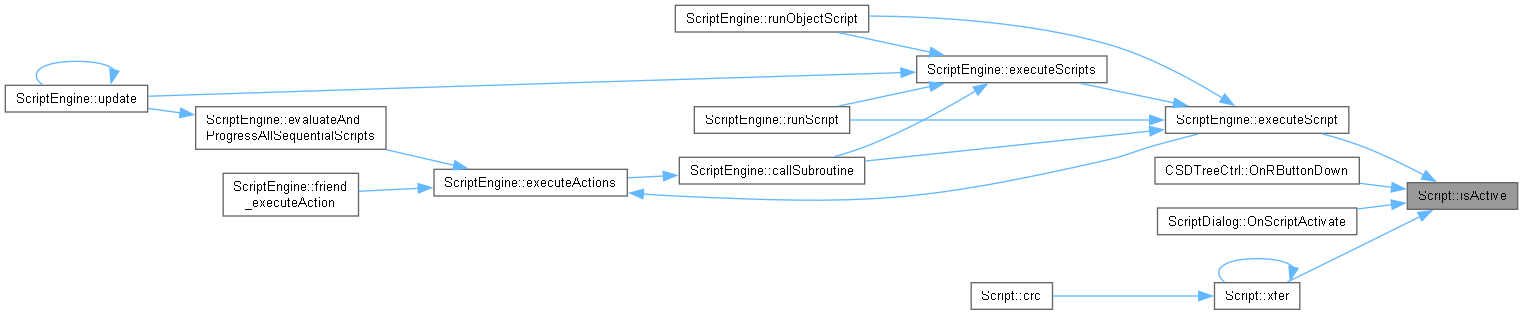 ScriptEngine::runObjectScript
ScriptEngine::executeScripts
ScriptEngine::update
ScriptEngine::evaluateAnd
ProgressAllSequentialScripts
ScriptEngine::runScript
ScriptEngine::executeScript
ScriptEngine::callSubroutine
CSDTreeCtrl::OnRButtonDown
ScriptEngine::executeActions
ScriptEngine::friend
_executeAction
Script::isActive
ScriptDialog::OnScriptActivate
Script::crc
Script::xfer